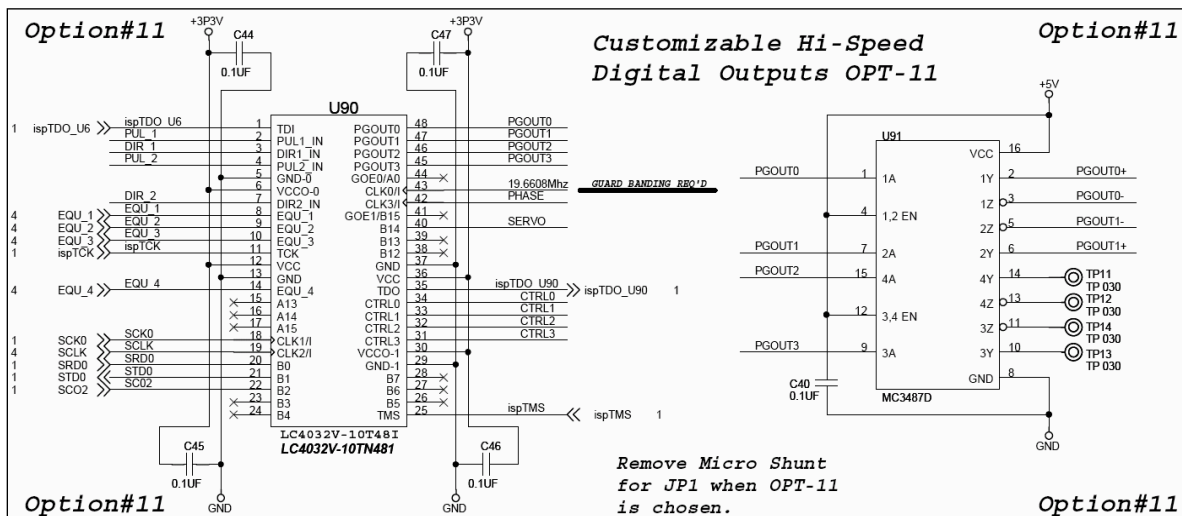 Option#11
+3P3V
C44
0.1UF
+3P3V
C47
0.1UF
Customizable Hi-Speed
Digital Outputs OPT-11
Option#11
U90
1 ispTDO_U6 ispTDO_U6 1 TDI PGOUT0 48 PGOUT0
PUL_1 2 PUL1_IN PGOUT1 47 PGOUT1
DIR_1 3 DIR1_IN PGOUT2 46 PGOUT2
PUL_2 4 PUL2_IN PGOUT3 45 PGOUT3
5 GND-0 GOE0/A0 44
6 VCCO-0 CLK0/I 43 19.6608Mhz GUARD BANDING REQ'D
DIR_2 7 DIR2_IN CLK3/I 42 PHASE
4 EQU_1 EQU_1 8 EQU_1 GOE1/B15 41
4 EQU_2 EQU_2 9 EQU_2 B14 40 SERVO
4 EQU_3 EQU_3 10 EQU_3 B13 39
1 ispTCK ispTCK 11 TCK B12 38
12 VCC GND 37
13 GND VCC 36
4 EQU_4 EQU_4 14 EQU_4 TDO 35 ispTDO_U90 ispTDO_U90 1
15 A13 CTRL0 34 CTRL0
16 A14 CTRL1 33 CTRL1
17 A15 CTRL2 32 CTRL2
1 SCK0 SCK0 18 CLK1/I CTRL3 31 CTRL3
4 SCLK SCLK 19 CLK2/I VCCO-1 30
1 SRD0 SRD0 20 B0 GND-1 29
1 STD0 STD0 21 B1 B7 28
1 SCO2 SC02 22 B2 B6 27
23 B3 B5 26
24 B4 TMS 25 ispTMS ispTMS 1
LC4032V-10T48I
LC4032V-10TN481
C45
0.1UF
GND
C46
0.1UF
GND
+5V
U91
VCC 16
PGOUT0 1 1A 1Y 2 PGOUT0+
1Z 3 PGOUT0-
4 1,2 EN 2Z 5 PGOUT1-
PGOUT1 7 2A 2Y 6 PGOUT1+
PGOUT2 15 4A 4Y 14 TP11
TP 030
4Z 13 TP12
TP 030
12 3,4 EN 3Z 11 TP14
TP 030
PGOUT3 9 3A 3Y 10 TP13
TP 030
GND 8
C40
0.1UF
MC3487D
GND
Remove Micro Shunt
for JP1 when OPT-11
is chosen.
Option#11
Option#11